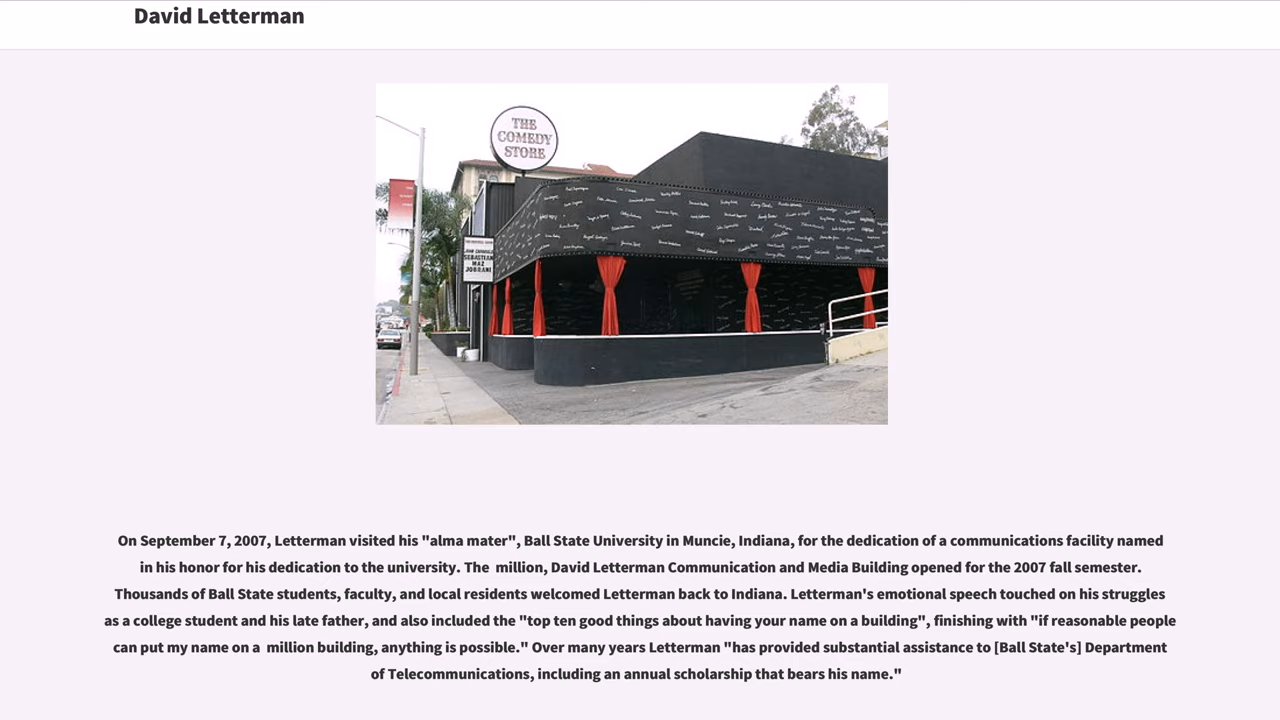 David Letterman
THE
COMEDY
STORE
SEBASTIAN
MAZ
JOBRANI
On September 7, 2007, Letterman visited his "alma mater", Ball State University in Muncie, Indiana, for the dedication of a communications facility named
in his honor for his dedication to the university. The  million, David Letterman Communication and Media Building opened for the 2007 fall semester.
Thousands of Ball State students, faculty, and local residents welcomed Letterman back to Indiana. Letterman's emotional speech touched on his struggles
as a college student and his late father, and also included the "top ten good things about having your name on a building", finishing with "if reasonable people
can put my name on a  million building, anything is possible." Over many years Letterman "has provided substantial assistance to [Ball State's] Department
of Telecommunications, including an annual scholarship that bears his name."